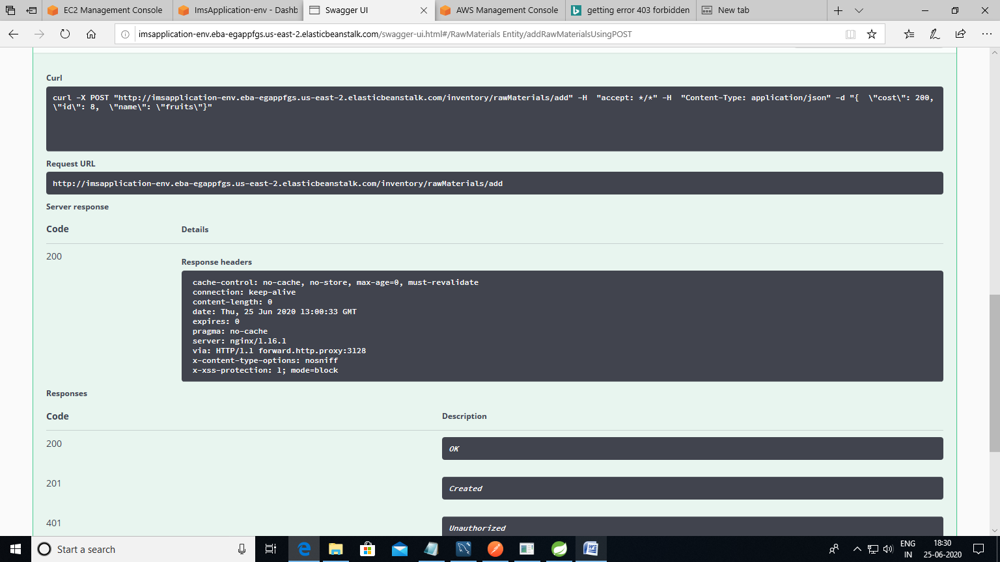 EC2 Management Console
ImsApplication-env - Dashb
Swagger UI
AWS Management Console
getting error 403 forbidden
New tab
imsapplication-env.eba-egappfgs.us-east-2.elasticbeanstalk.com/swagger-ui.html#/RawMaterials Entity/addRawMaterialsUsingPOST
Curl
curl -X POST "http://imsapplication-env.eba-egappfgs.us-east-2.elasticbeanstalk.com/inventory/rawMaterials/add" -H  "accept: */*" -H  "Content-Type: application/json" -d "{  \"cost\": 200,
\"id\": 8,  \"name\": \"fruits\"}"
Request URL
http://imsapplication-env.eba-egappfgs.us-east-2.elasticbeanstalk.com/inventory/rawMaterials/add
Server response
Code Details
200
Response headers
cache-control: no-cache, no-store, max-age=0, must-revalidate
connection: keep-alive
content-length: 0
date: Thu, 25 Jun 2020 13:00:33 GMT
expires: 0
pragma: no-cache
server: nginx/1.16.1
via: HTTP/1.1 forward.http.proxy:3128
x-content-type-options: nosniff
x-xss-protection: 1; mode=block
Responses
Code Description
200 OK
201 Created
401 Unauthorized
Start a search
ENG
IN
18:30
25-06-2020